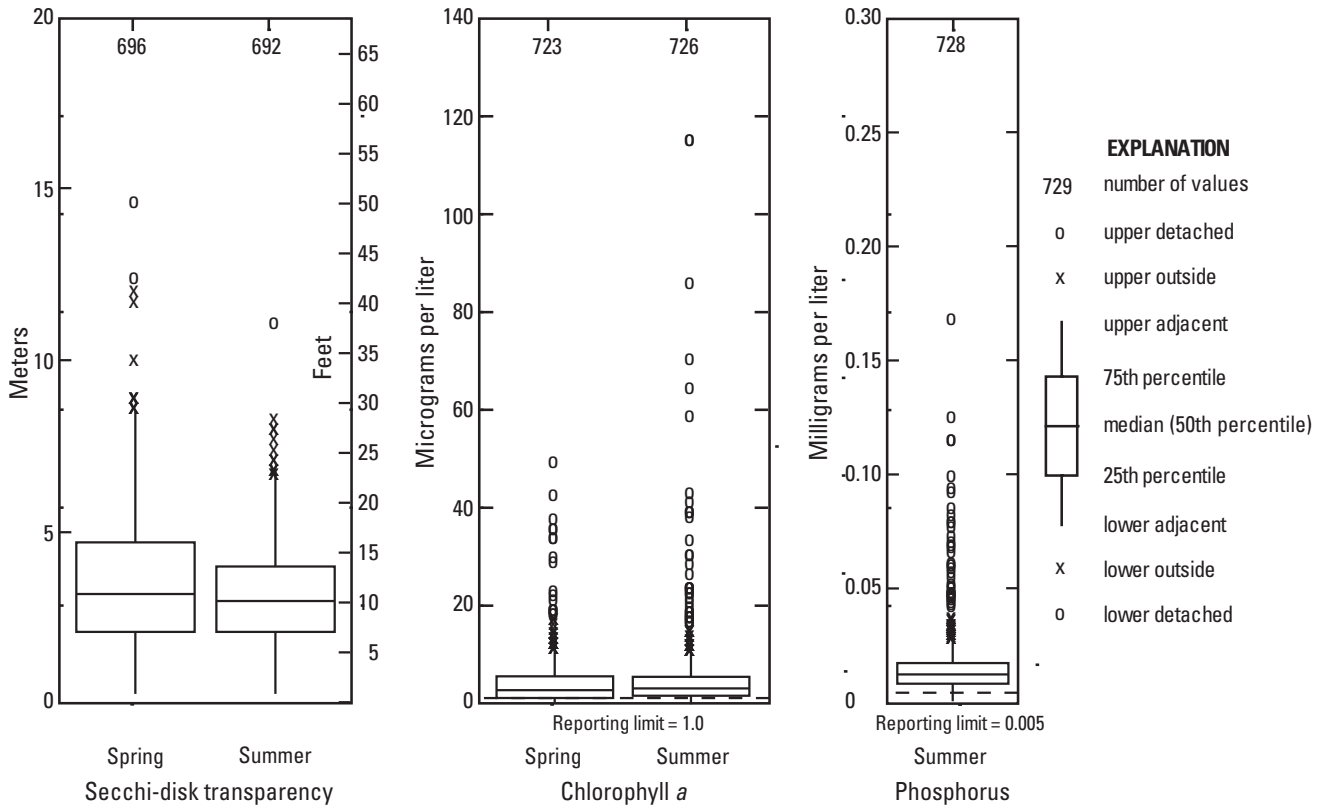 20
15
10
5
0
Meters
696
692
65
60
55
50
45
40
35
30
25
20
15
10
5
Feet
Spring
Summer
Secchi-disk transparency
140
120
100
80
60
40
20
0
Micrograms per liter
723
726
Reporting limit = 1.0
Spring
Summer
Chlorophyll a
0.30
0.25
0.20
0.15
0.10
0.05
0
Milligrams per liter
728
Reporting limit = 0.005
Summer
Phosphorus
EXPLANATION
729 number of values
o upper detached
x upper outside
upper adjacent
75th percentile
median (50th percentile)
25th percentile
lower adjacent
x lower outside
o lower detached